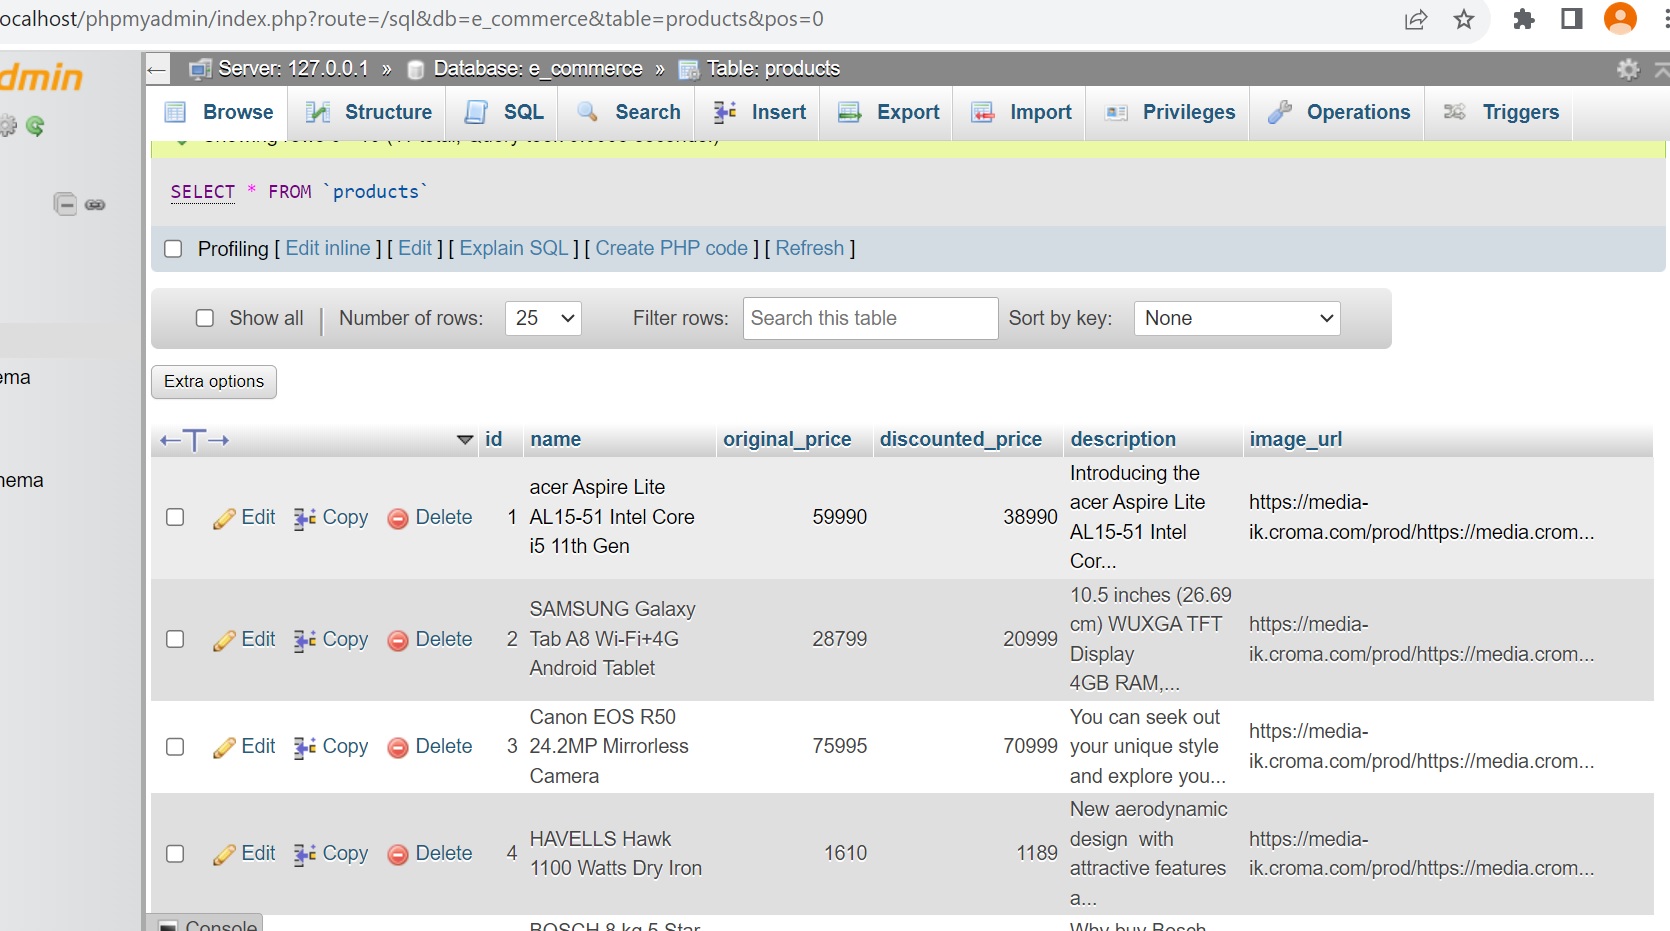 ocalhost/phpmyadmin/index.php?route=/sql&db=e_commerce&table=products&pos=0
dmin
Server: 127.0.0.1 » Database: e_commerce » Table: products
Browse Structure SQL Search Insert Export Import Privileges Operations Triggers
SELECT * FROM `products`
Profiling [ Edit inline ] [ Edit ] [ Explain SQL ] [ Create PHP code ] [ Refresh ]
Show all | Number of rows: 25 Filter rows: Search this table Sort by key: None
ema
Extra options
hema
id name original_price discounted_price description image_url
Edit Copy Delete 1
acer Aspire Lite
AL15-51 Intel Core
i5 11th Gen
59990 38990
Introducing the
acer Aspire Lite
AL15-51 Intel
Cor...
https://media-
ik.croma.com/prod/https://media.crom...
Edit Copy Delete 2
SAMSUNG Galaxy
Tab A8 Wi-Fi+4G
Android Tablet
28799 20999
10.5 inches (26.69
cm) WUXGA TFT
Display
4GB RAM,...
https://media-
ik.croma.com/prod/https://media.crom...
Edit Copy Delete 3
Canon EOS R50
24.2MP Mirrorless
Camera
75995 70999
You can seek out
your unique style
and explore you...
https://media-
ik.croma.com/prod/https://media.crom...
Edit Copy Delete 4
HAVELLS Hawk
1100 Watts Dry Iron
1610 1189
New aerodynamic
design with
attractive features
a...
https://media-
ik.croma.com/prod/https://media.crom...
Console
BOSCH 8 kg 5 Star
Why buy Bosch